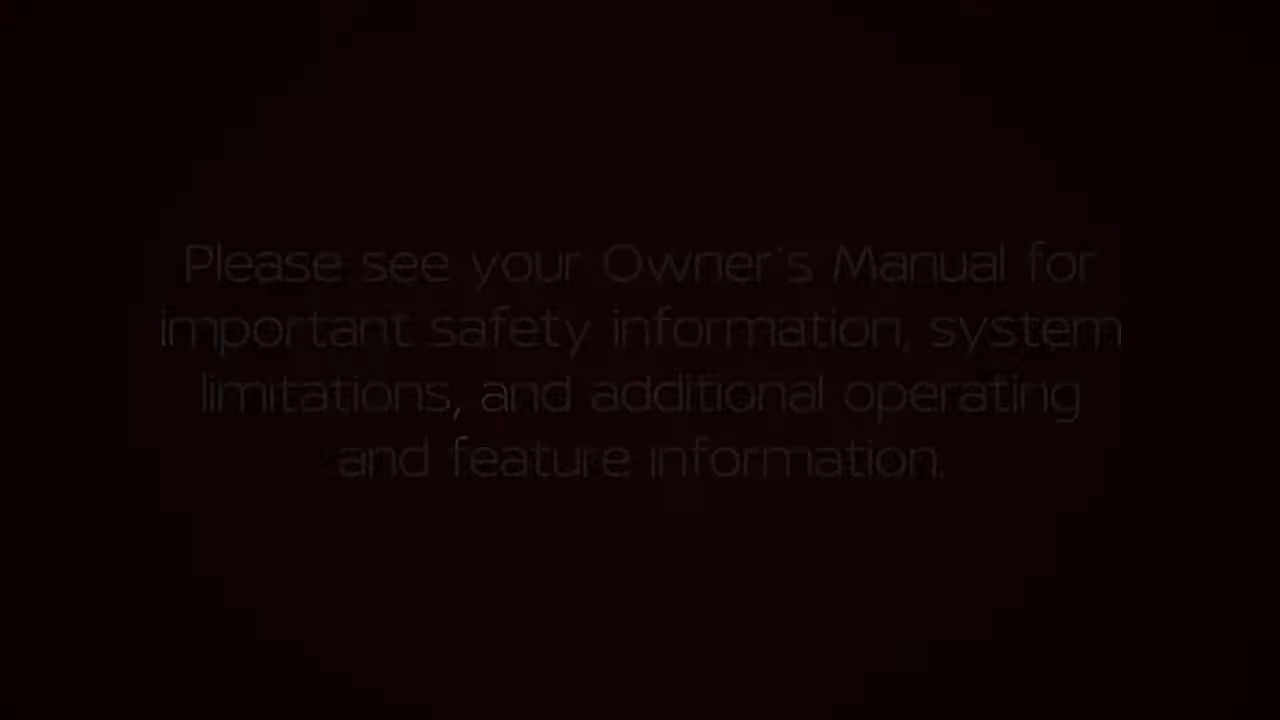 Please see your Owner's Manual for
important safety information, system
limitations, and additional operating
and feature information.